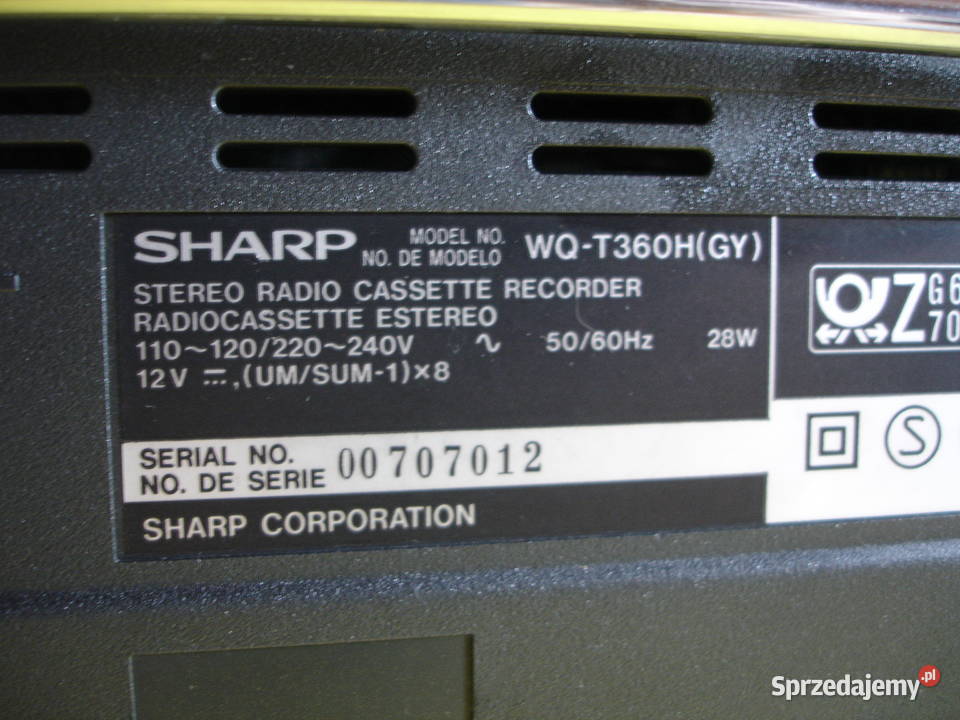 SHARP MODEL NO. NO. DE MODELO WQ-T360H(GY)
STEREO RADIO CASSETTE RECORDER
RADIOCASSETTE ESTEREO
110~120/220~240V ∿ 50/60Hz 28W
12V ⎓,(UM/SUM-1)×8
SERIAL NO.
NO. DE SERIE 00707012
SHARP CORPORATION
Z G6
70
S
Sprzedajemy.pl